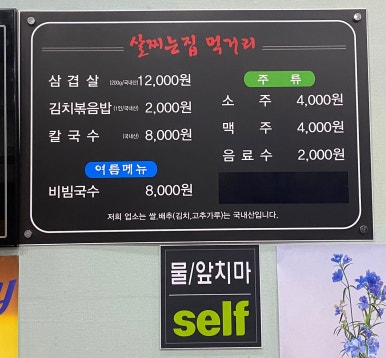 살찌는집 먹거리
삼겹살 (200g/국내산) 12,000원
김치볶음밥 (1인/국내산) 2,000원
칼국수 (국내산) 8,000원
여름메뉴
비빔국수 8,000원
주류
소주 4,000원
맥주 4,000원
음료수 2,000원
저희 업소는 쌀,배추(김치,고추가루)는 국내산입니다.
물/앞치마
self
y